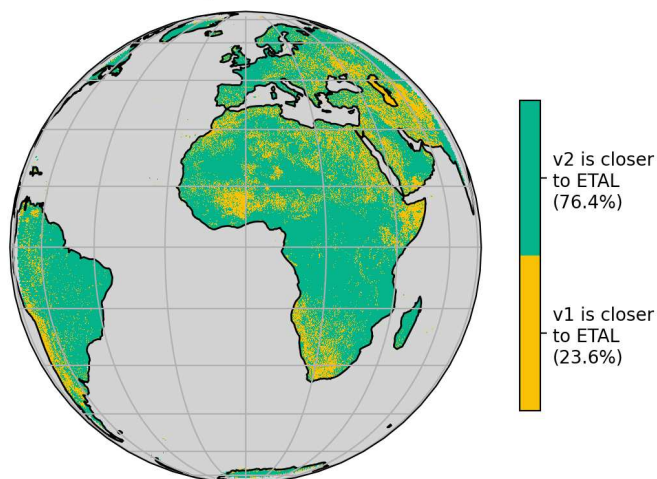 v2 is closer
to ETAL
(76.4%)
v1 is closer
to ETAL
(23.6%)